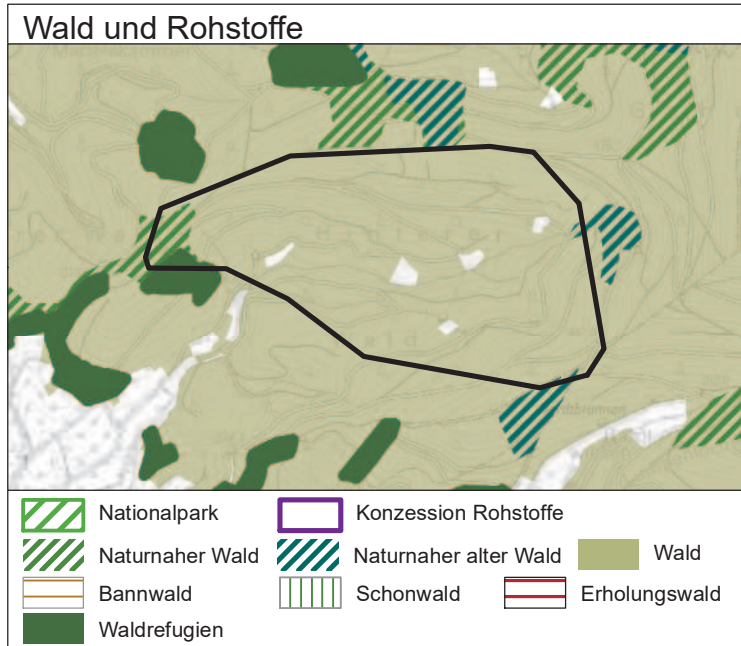 Wald und Rohstoffe
Nationalpark
Konzession Rohstoffe
Naturnaher Wald
Naturnaher alter Wald
Wald
Bannwald
Schonwald
Erholungswald
Waldrefugien